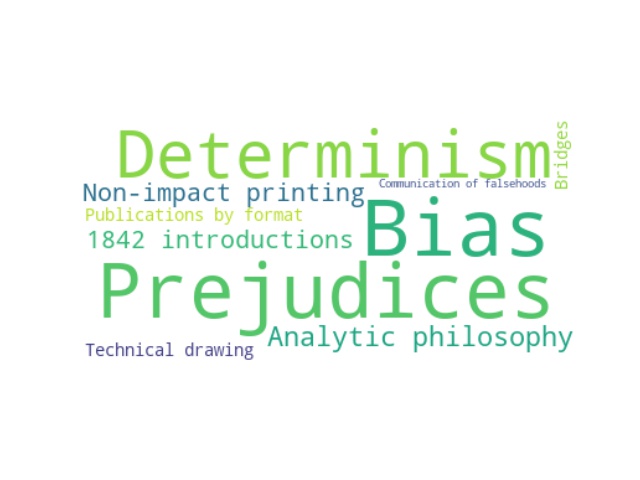 Determinism
Bridges
Non-impact printing
Communication of falsehoods
Publications by format
Bias
1842 introductions
Prejudices
Analytic philosophy
Technical drawing